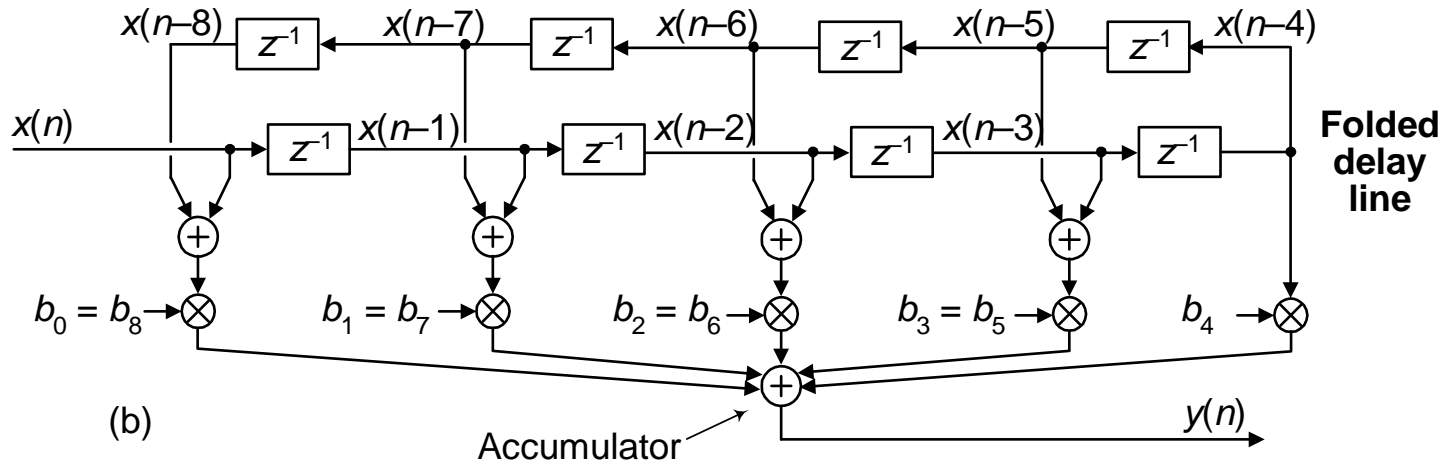 x(n–8) z⁻¹ x(n–7) z⁻¹ x(n–6) z⁻¹ x(n–5) z⁻¹ x(n–4)
x(n) z⁻¹ x(n–1) z⁻¹ x(n–2) z⁻¹ x(n–3) z⁻¹
Folded
delay
line
+ + + +
b₀ = b₈ b₁ = b₇ b₂ = b₆ b₃ = b₅ b₄
+
(b)
Accumulator
y(n)